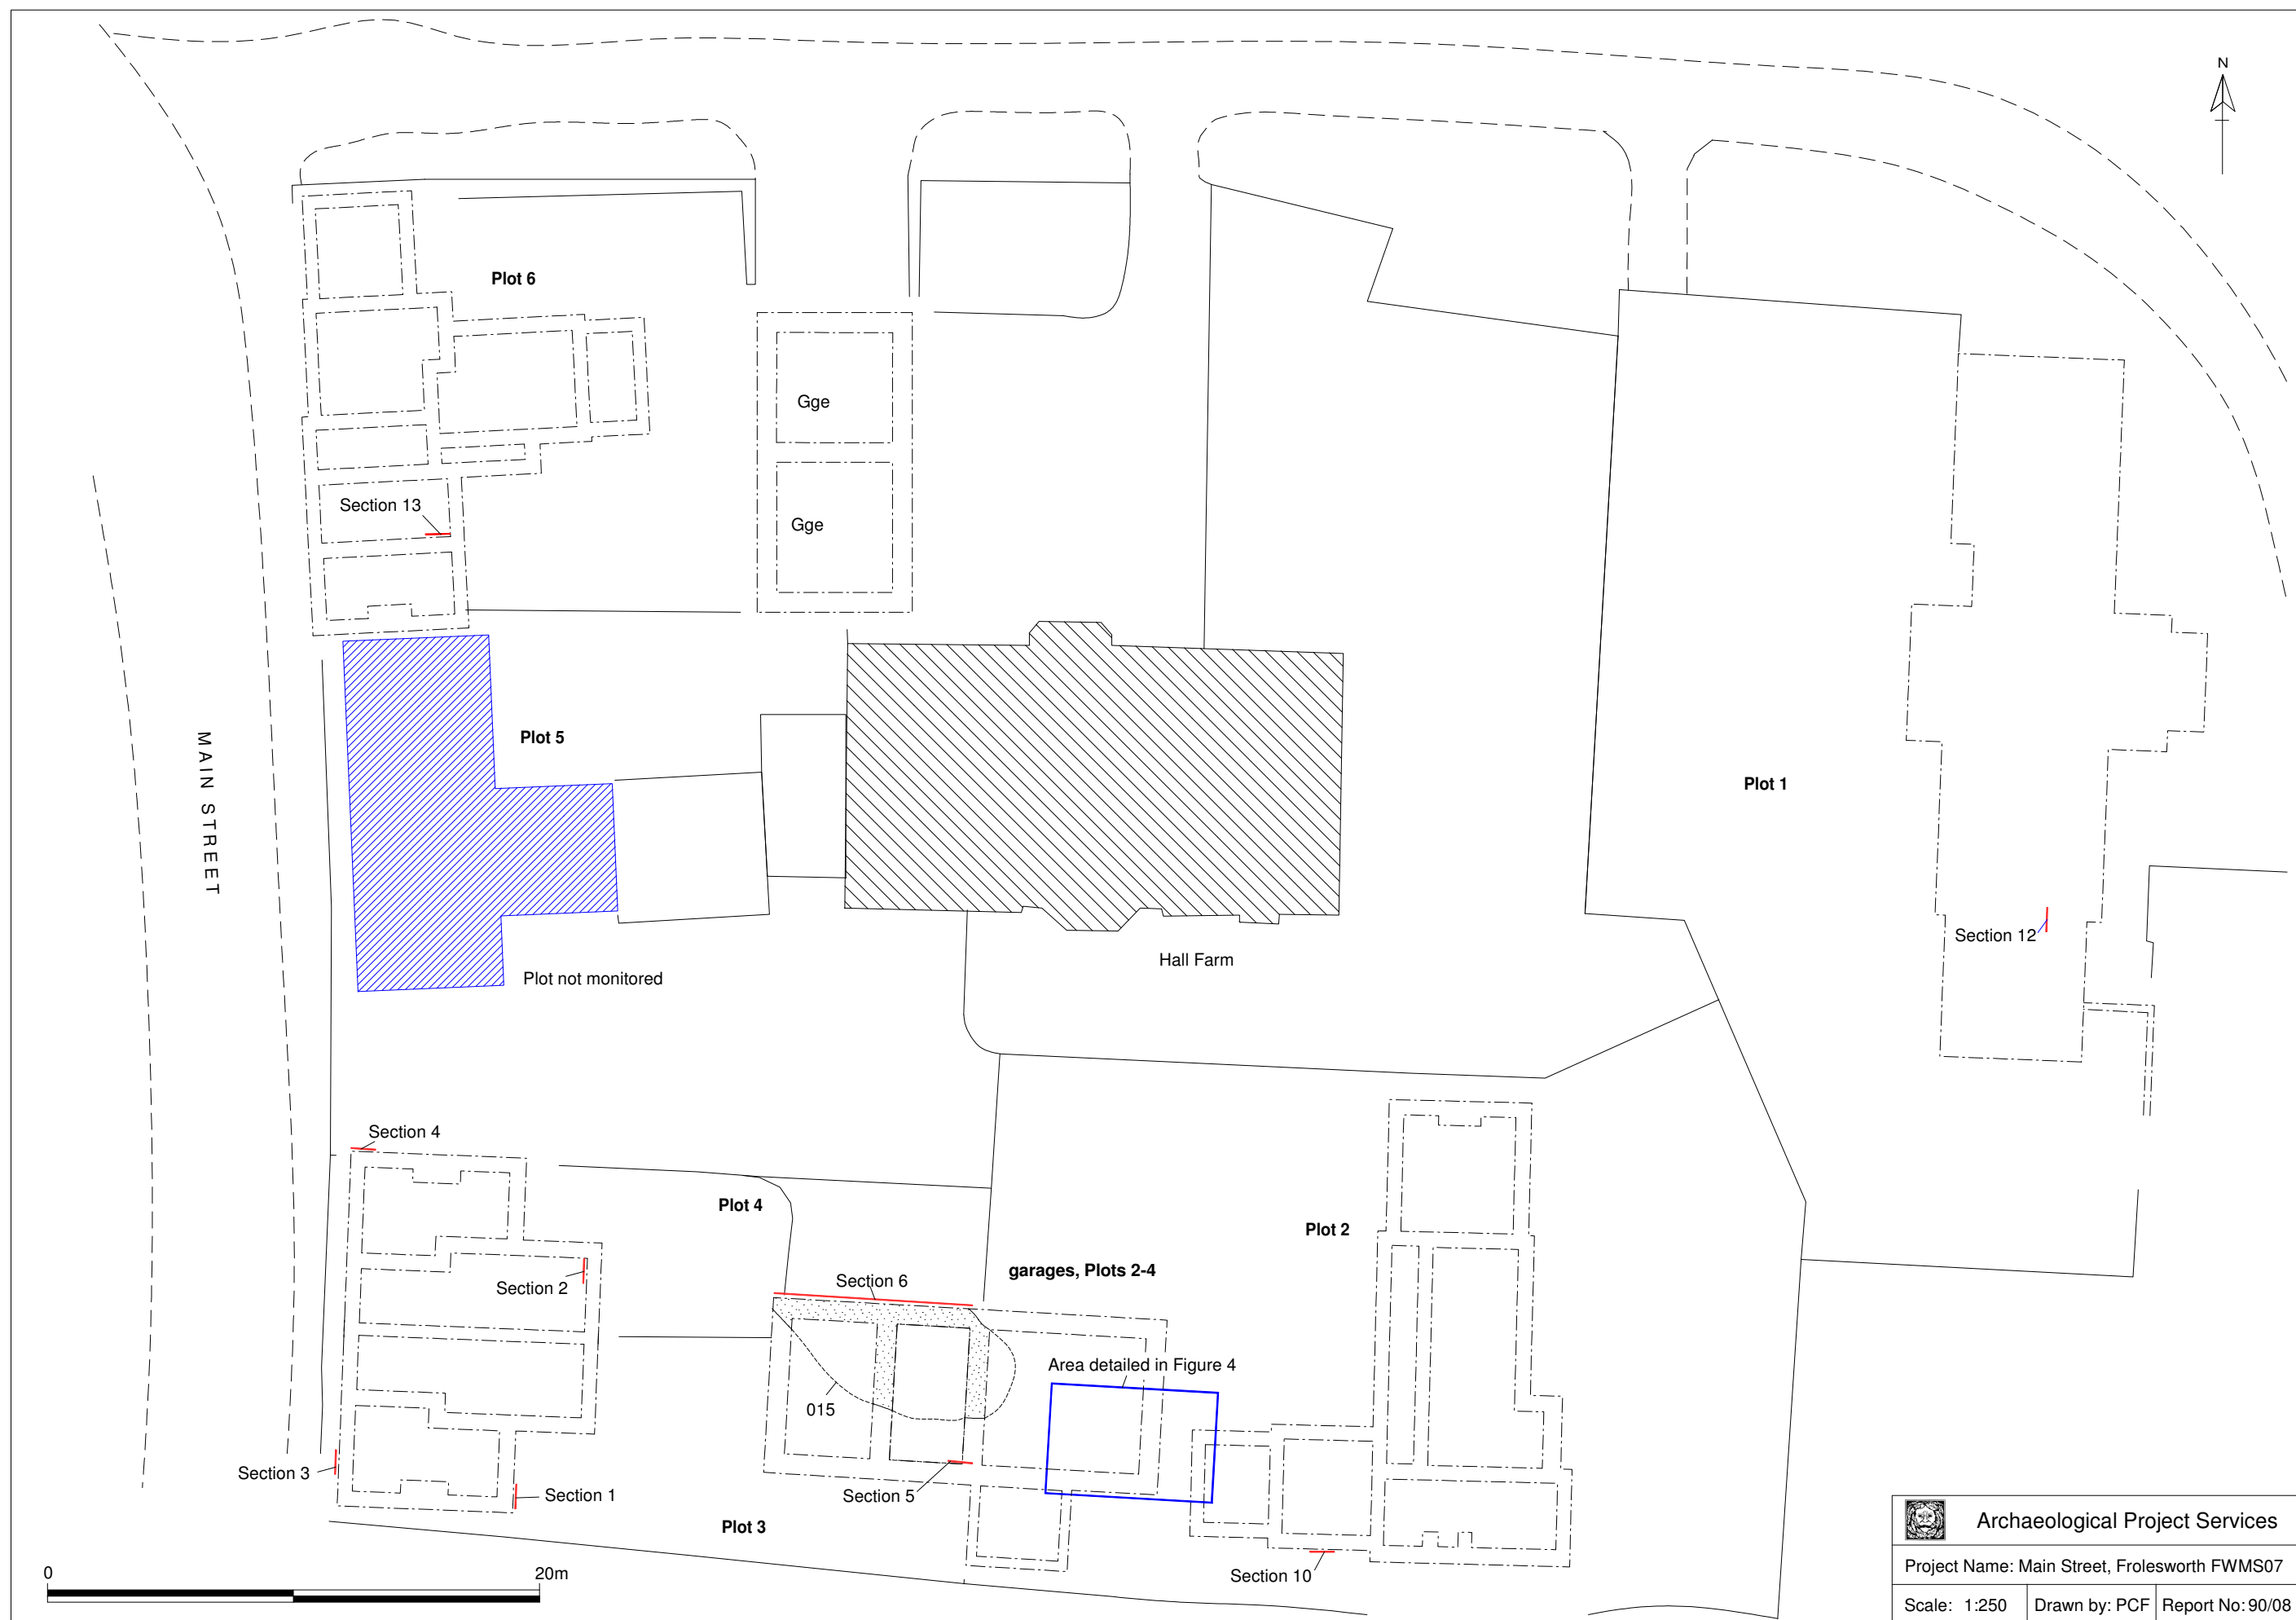 N
Plot 6
Gge
Section 13
Gge
MAIN STREET
Plot 5
Plot 1
Section 12
Hall Farm
Plot not monitored
Section 4
Plot 4
Plot 2
garages, Plots 2-4
Section 6
Section 2
Area detailed in Figure 4
015
Section 3
Section 1
Section 5
Plot 3
Section 10
0 20m
Archaeological Project Services
Project Name: Main Street, Frolesworth FWMS07
Scale: 1:250 Drawn by: PCF Report No: 90/08